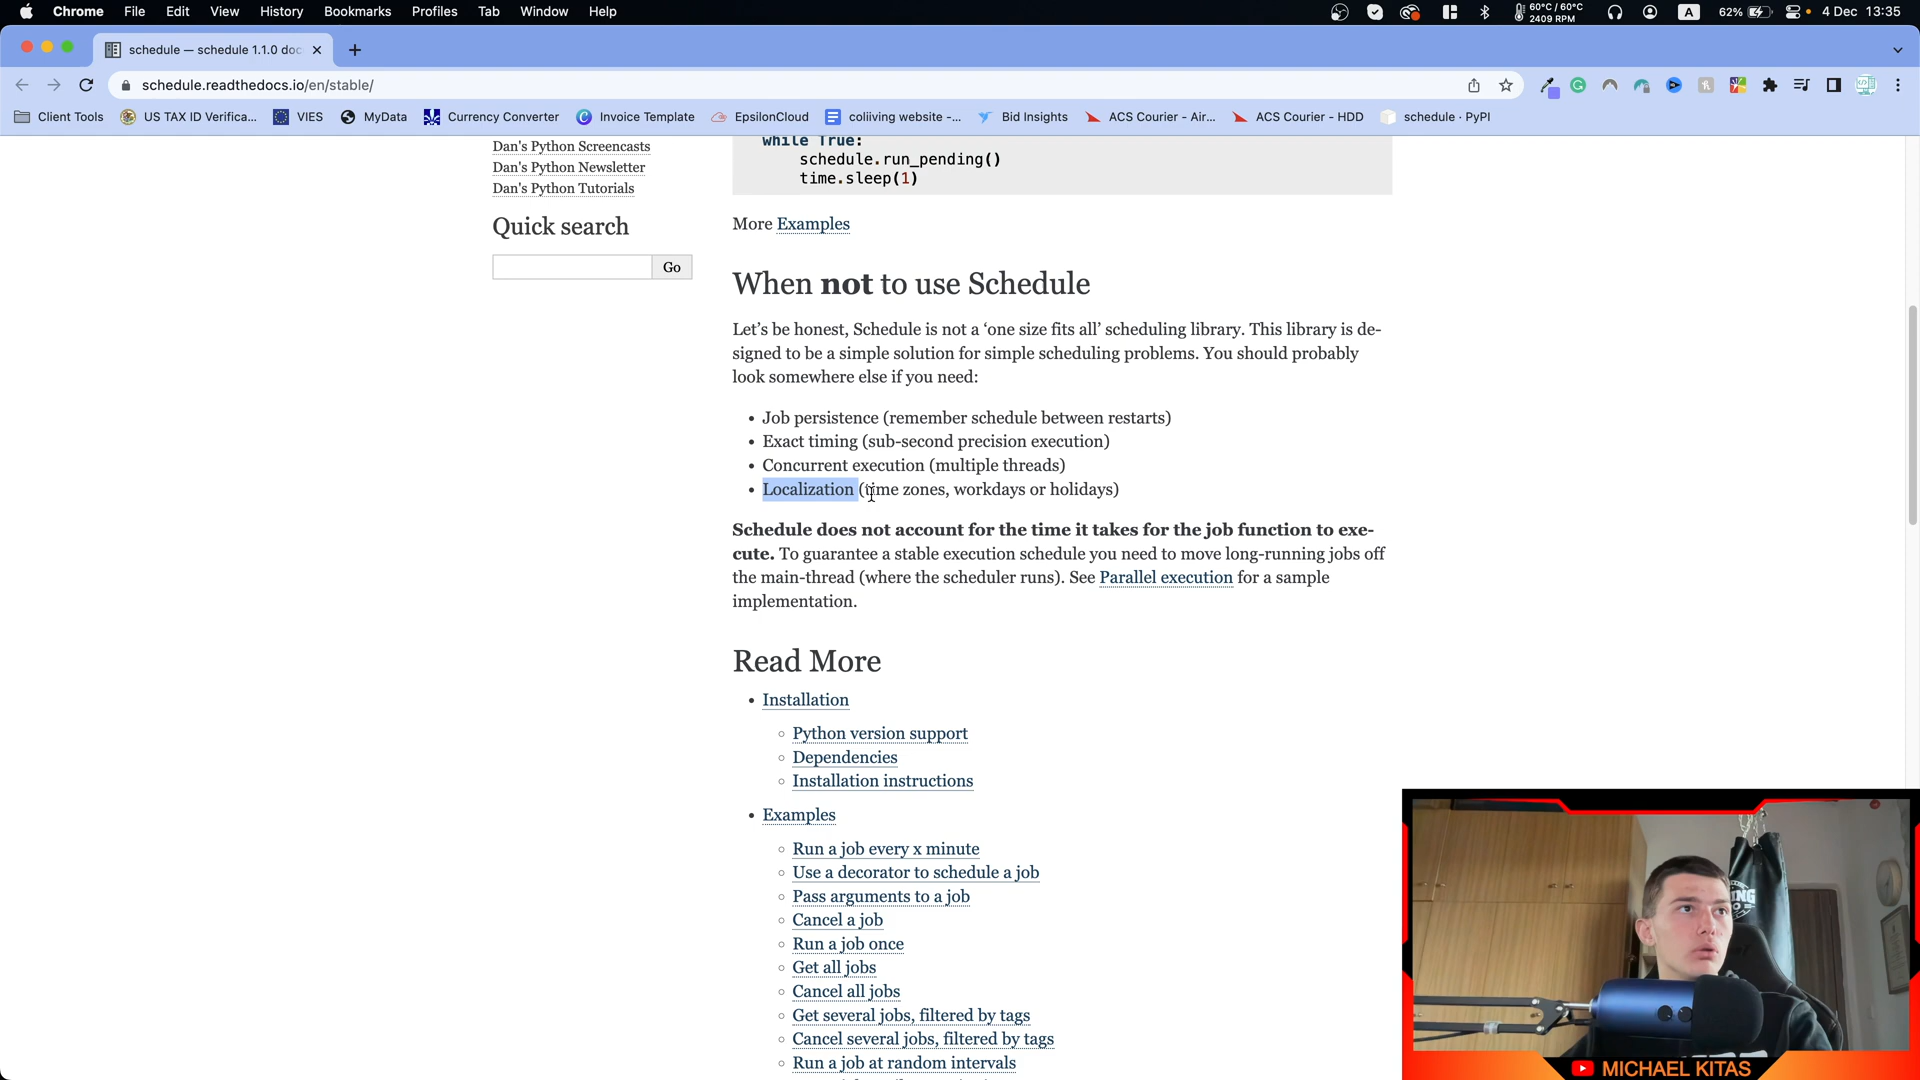 Chrome File Edit View History Bookmarks Profiles Tab Window Help
60°C / 60°C
2409 RPM
A 62% 4 Dec 13:35
schedule — schedule 1.1.0 doc
schedule.readthedocs.io/en/stable/
Client Tools US TAX ID Verifica... VIES MyData Currency Converter Invoice Template EpsilonCloud coliiving website -... Bid Insights ACS Courier - Air... ACS Courier - HDD schedule · PyPI
Dan's Python Screencasts
Dan's Python Newsletter
Dan's Python Tutorials
Quick search
Go
while True:
schedule.run_pending()
time.sleep(1)
More Examples
When not to use Schedule
Let's be honest, Schedule is not a ‘one size fits all’ scheduling library. This library is de-
signed to be a simple solution for simple scheduling problems. You should probably
look somewhere else if you need:
• Job persistence (remember schedule between restarts)
• Exact timing (sub-second precision execution)
• Concurrent execution (multiple threads)
• Localization (time zones, workdays or holidays)
Schedule does not account for the time it takes for the job function to exe-
cute. To guarantee a stable execution schedule you need to move long-running jobs off
the main-thread (where the scheduler runs). See Parallel execution for a sample
implementation.
Read More
• Installation
◦ Python version support
◦ Dependencies
◦ Installation instructions
• Examples
◦ Run a job every x minute
◦ Use a decorator to schedule a job
◦ Pass arguments to a job
◦ Cancel a job
◦ Run a job once
◦ Get all jobs
◦ Cancel all jobs
◦ Get several jobs, filtered by tags
◦ Cancel several jobs, filtered by tags
◦ Run a job at random intervals
MICHAEL KITAS